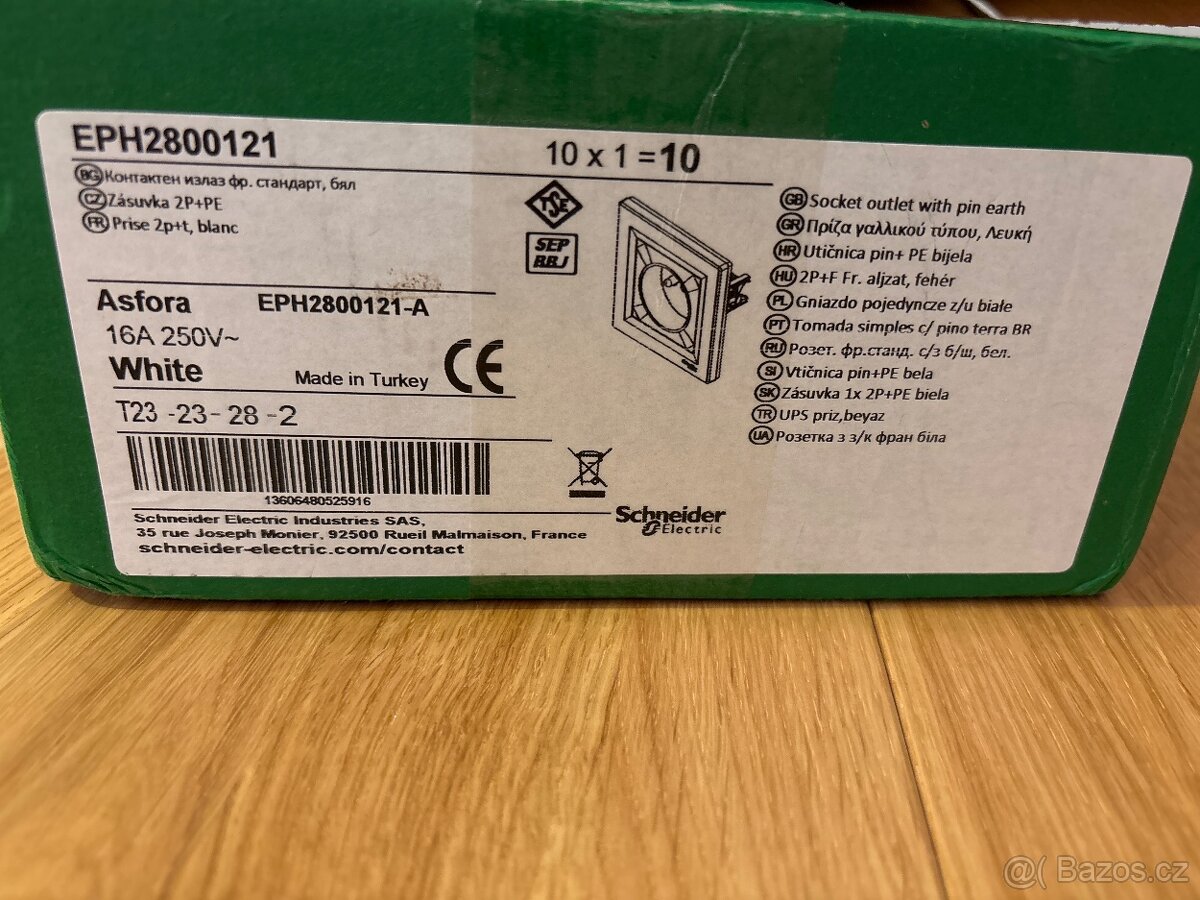 EPH2800121
10 x 1 = 10
BG Контактен излаз фр. стандарт, бял
CZ Zásuvka 2P+PE
FR Prise 2p+t, blanc
TSE
SEP
BBJ
Asfora EPH2800121-A
16A 250V~
White
Made in Turkey CE
T23 -23- 28 -2
13606480525916
Schneider Electric Industries SAS,
35 rue Joseph Monier, 92500 Rueil Malmaison, France
schneider-electric.com/contact
GB Socket outlet with pin earth
GR Πρίζα γαλλικού τύπου, Λευκή
HR Utičnica pin+ PE bijela
HU 2P+F Fr. aljzat, fehér
PL Gniazdo pojedyncze z/u białe
PT Tomada simples c/ pino terra BR
RU Розет. фр.станд. с/з б/ш, бел.
SI Vtičnica pin+PE bela
SK Zásuvka 1x 2P+PE biela
TR UPS priz,beyaz
UA Розетка з з/к фран біла
Schneider
Electric
@( Bazos.cz